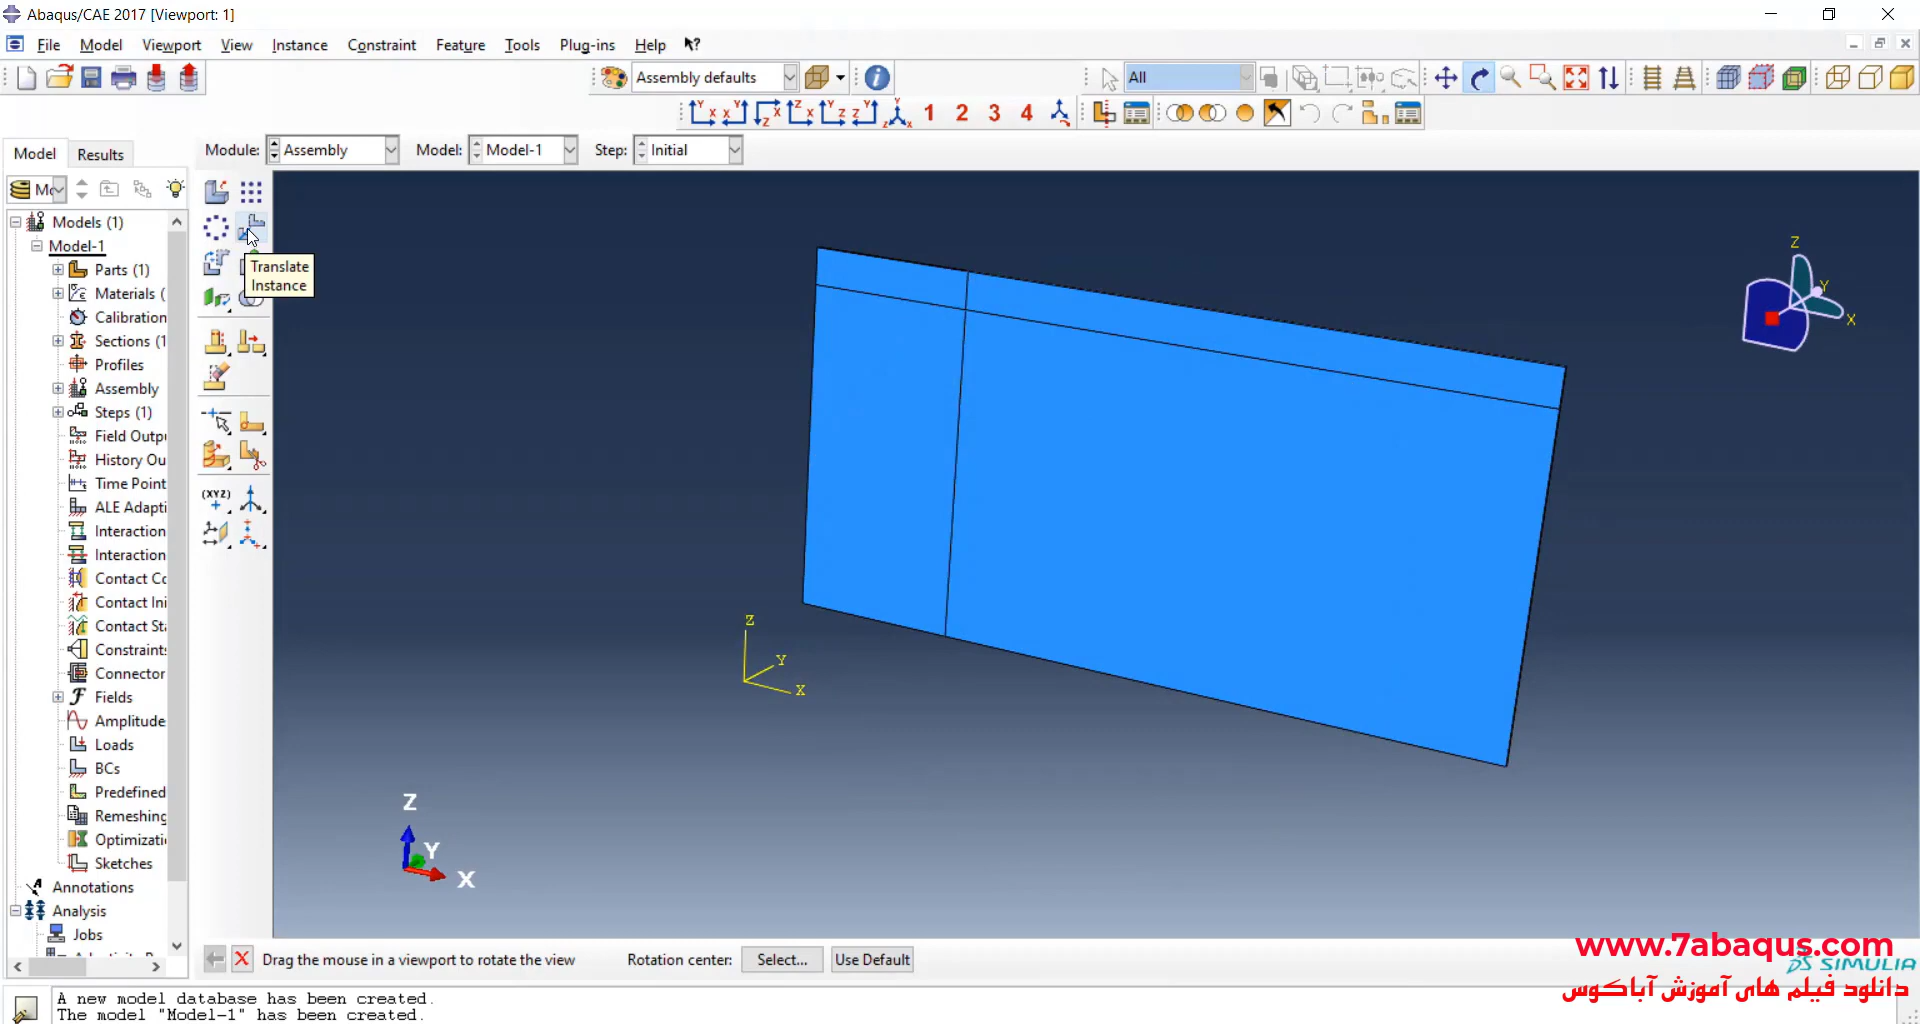 Abaqus/CAE 2017 [Viewport: 1]
File Model Viewport View Instance Constraint Feature Tools Plug-ins Help
Assembly defaults
All
1 2 3 4
Model Results
Module: Assembly Model: Model-1 Step: Initial
Models (1)
Model-1
Parts (1)
Materials (
Calibration
Sections (1
Profiles
Assembly
Steps (1)
Field Outp
History Ou
Time Point
ALE Adapti
Interaction
Interaction
Contact Co
Contact Ini
Contact Sta
Constraint
Connector
Fields
Amplitude
Loads
BCs
Predefined
Remeshing
Optimizati
Sketches
Annotations
Analysis
Jobs
(XYZ)
Translate
Instance
Z
Y
X
Z
Y
X
Z
Y
X
Drag the mouse in a viewport to rotate the view Rotation center: Select... Use Default
A new model database has been created.
The model "Model-1" has been created.
www.7abaqus.com
SIMULIA
دانلود فیلم های آموزش آباکوس